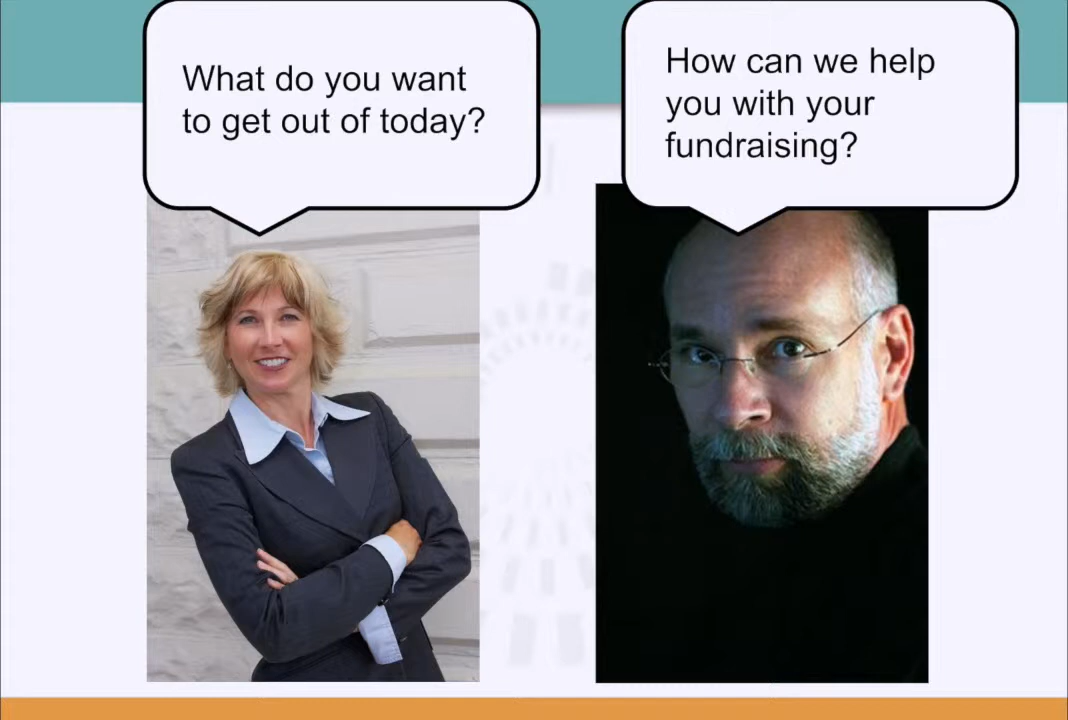 What do you want
to get out of today?
How can we help
you with your
fundraising?